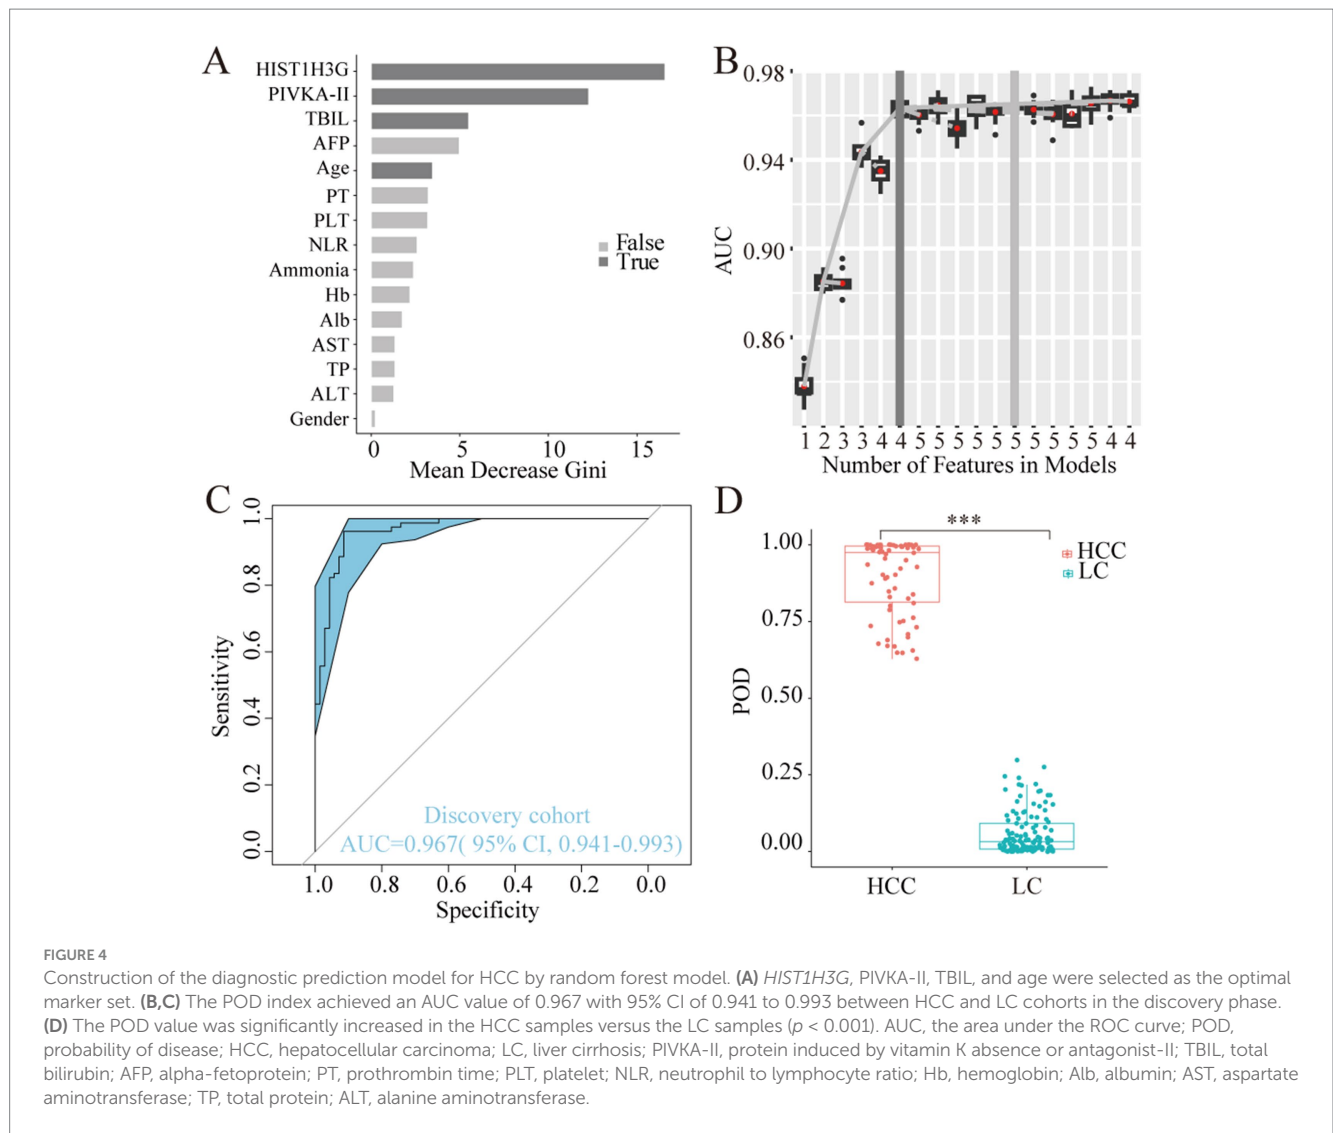 A
HIST1H3G
PIVKA-II
TBIL
AFP
Age
PT
PLT
NLR
Ammonia
Hb
Alb
AST
TP
ALT
Gender
False
True
0 5 10 15
Mean Decrease Gini
B
0.98
0.94
0.90
0.86
AUC
1 2 3 3 4 4 5 5 5 5 5 5 5 5 5 5 4 4
Number of Features in Models
C
1.0
0.8
0.6
0.4
0.2
0.0
Sensitivity
Discovery cohort
AUC=0.967( 95% CI, 0.941-0.993)
1.0 0.8 0.6 0.4 0.2 0.0
Specificity
D
***
HCC
LC
1.00
0.75
0.50
0.25
0.00
POD
HCC LC
FIGURE 4
Construction of the diagnostic prediction model for HCC by random forest model. (A) HIST1H3G, PIVKA-II, TBIL, and age were selected as the optimal
marker set. (B,C) The POD index achieved an AUC value of 0.967 with 95% CI of 0.941 to 0.993 between HCC and LC cohorts in the discovery phase.
(D) The POD value was significantly increased in the HCC samples versus the LC samples (p < 0.001). AUC, the area under the ROC curve; POD,
probability of disease; HCC, hepatocellular carcinoma; LC, liver cirrhosis; PIVKA-II, protein induced by vitamin K absence or antagonist-II; TBIL, total
bilirubin; AFP, alpha-fetoprotein; PT, prothrombin time; PLT, platelet; NLR, neutrophil to lymphocyte ratio; Hb, hemoglobin; Alb, albumin; AST, aspartate
aminotransferase; TP, total protein; ALT, alanine aminotransferase.